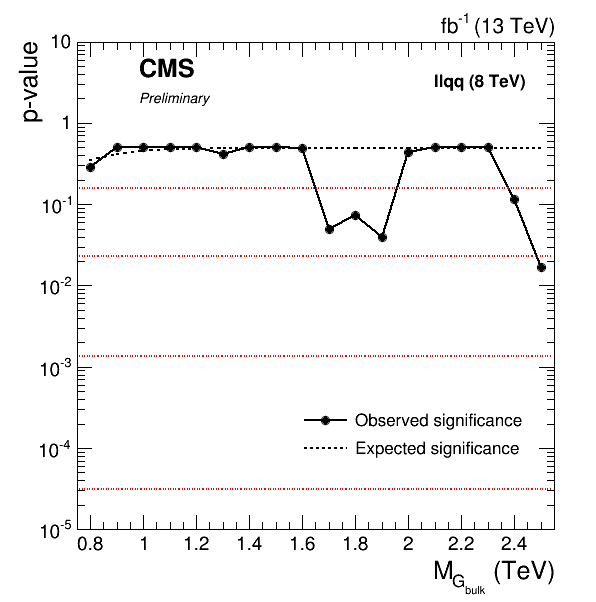 fb⁻¹ (13 TeV)
CMS
Preliminary
llqq (8 TeV)
p-value
10
1
10⁻¹
10⁻²
10⁻³
10⁻⁴
10⁻⁵
Observed significance
Expected significance
0.8 1 1.2 1.4 1.6 1.8 2 2.2 2.4
M_G_bulk (TeV)